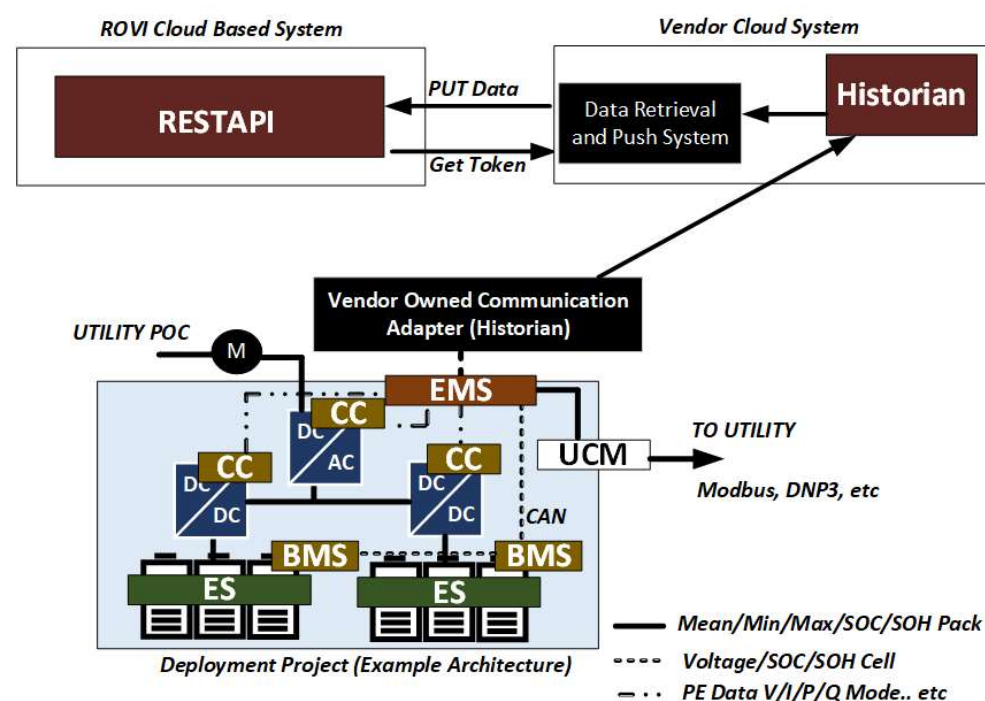 ROVI Cloud Based System
Vendor Cloud System
RESTAPI
PUT Data
Get Token
Data Retrieval
and Push System
Historian
Vendor Owned Communication
Adapter (Historian)
UTILITY POC
M
EMS
CC
DC
AC
UCM
TO UTILITY
Modbus, DNP3, etc
CC
DC
DC
CC
DC
DC
CAN
BMS
BMS
ES
ES
Deployment Project (Example Architecture)
Mean/Min/Max/SOC/SOH Pack
Voltage/SOC/SOH Cell
PE Data V/I/P/Q Mode.. etc